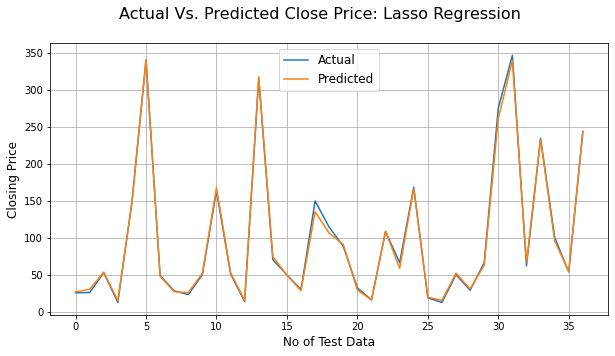 Actual Vs. Predicted Close Price: Lasso Regression
Actual
Predicted
Closing Price
350
300
250
200
150
100
50
0
0 5 10 15 20 25 30 35
No of Test Data